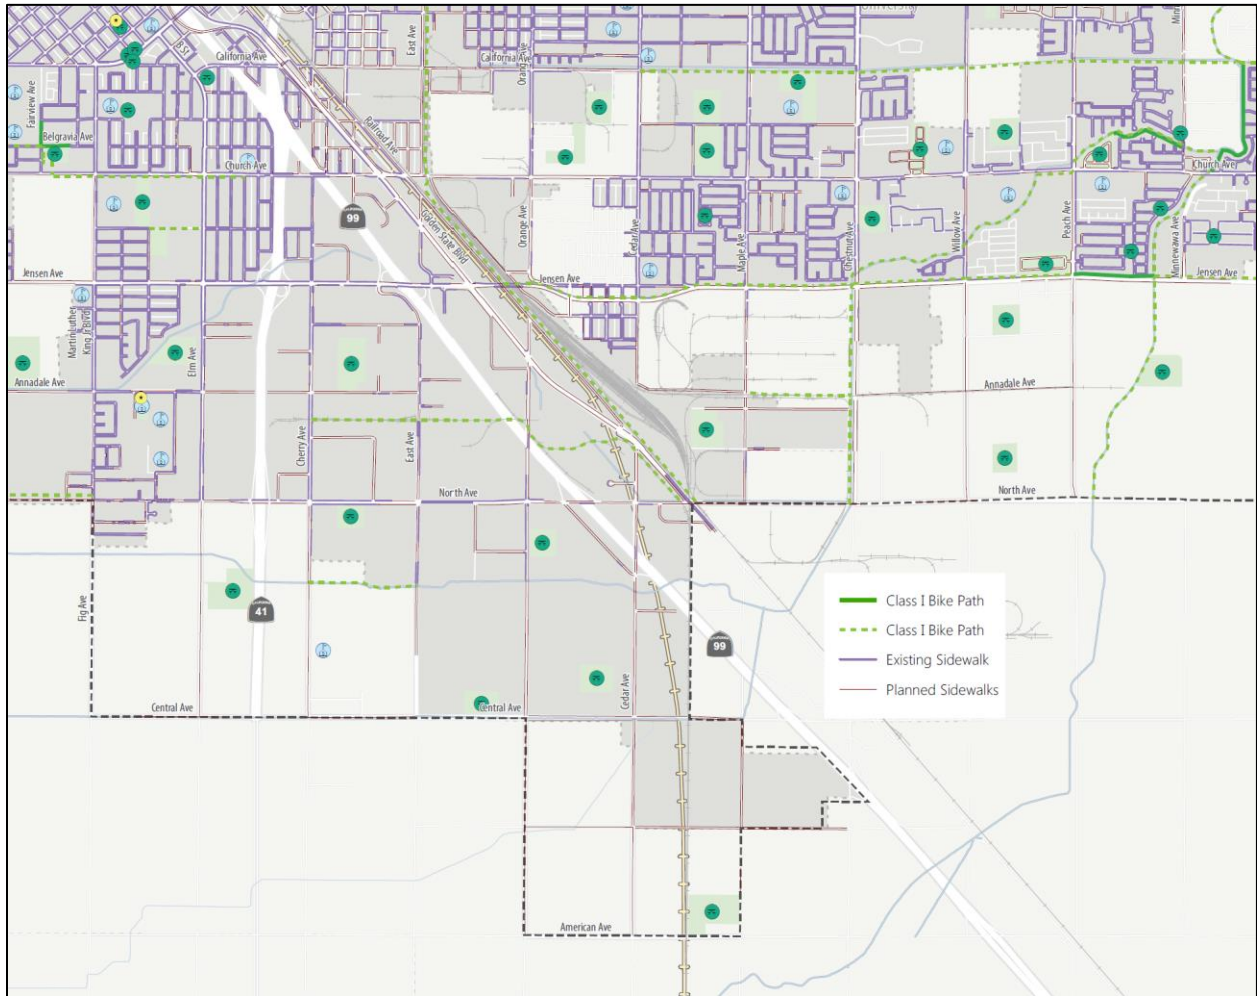 University
Minn
B St
East Ave
California Ave
California Ave
Orange Ave
Fairview Ave
Belgravia Ave
Railroad Ave
Church Ave
Church Ave
99
Golden State Blvd
Orange Ave
Cedar Ave
Maple Ave
Chestnut Ave
Willow Ave
Peach Ave
Minnewawa Ave
Jensen Ave
Jensen Ave
Jensen Ave
Martin Luther
King Jr Blvd
Elm Ave
Annadale Ave
Annadale Ave
Cherry Ave
East Ave
North Ave
North Ave
Fig Ave
41
99
Class I Bike Path
Class I Bike Path
Existing Sidewalk
Planned Sidewalks
Cedar Ave
Central Ave
Central Ave
American Ave